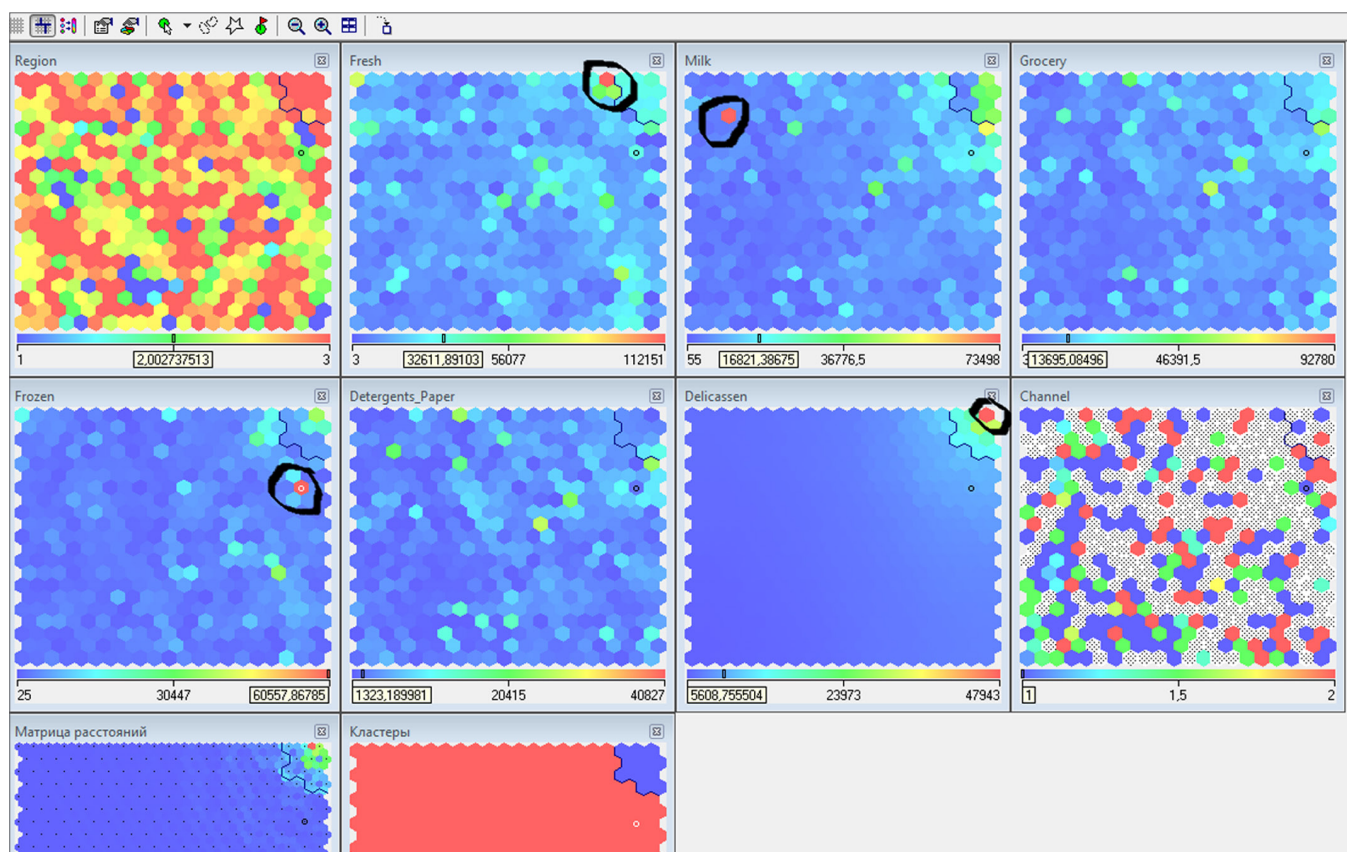 Region
Fresh
Milk
Grocery
1 2,002737513 3
3 32611,89103 56077 112151
55 16821,38675 36776,5 73498
3 13695,08496 46391,5 92780
Frozen
Detergents_Paper
Delicassen
Channel
25 30447 60557,86785
1323,189981 20415 40827
5608,755504 23973 47943
1 1,5 2
Матрица расстояний
Кластеры